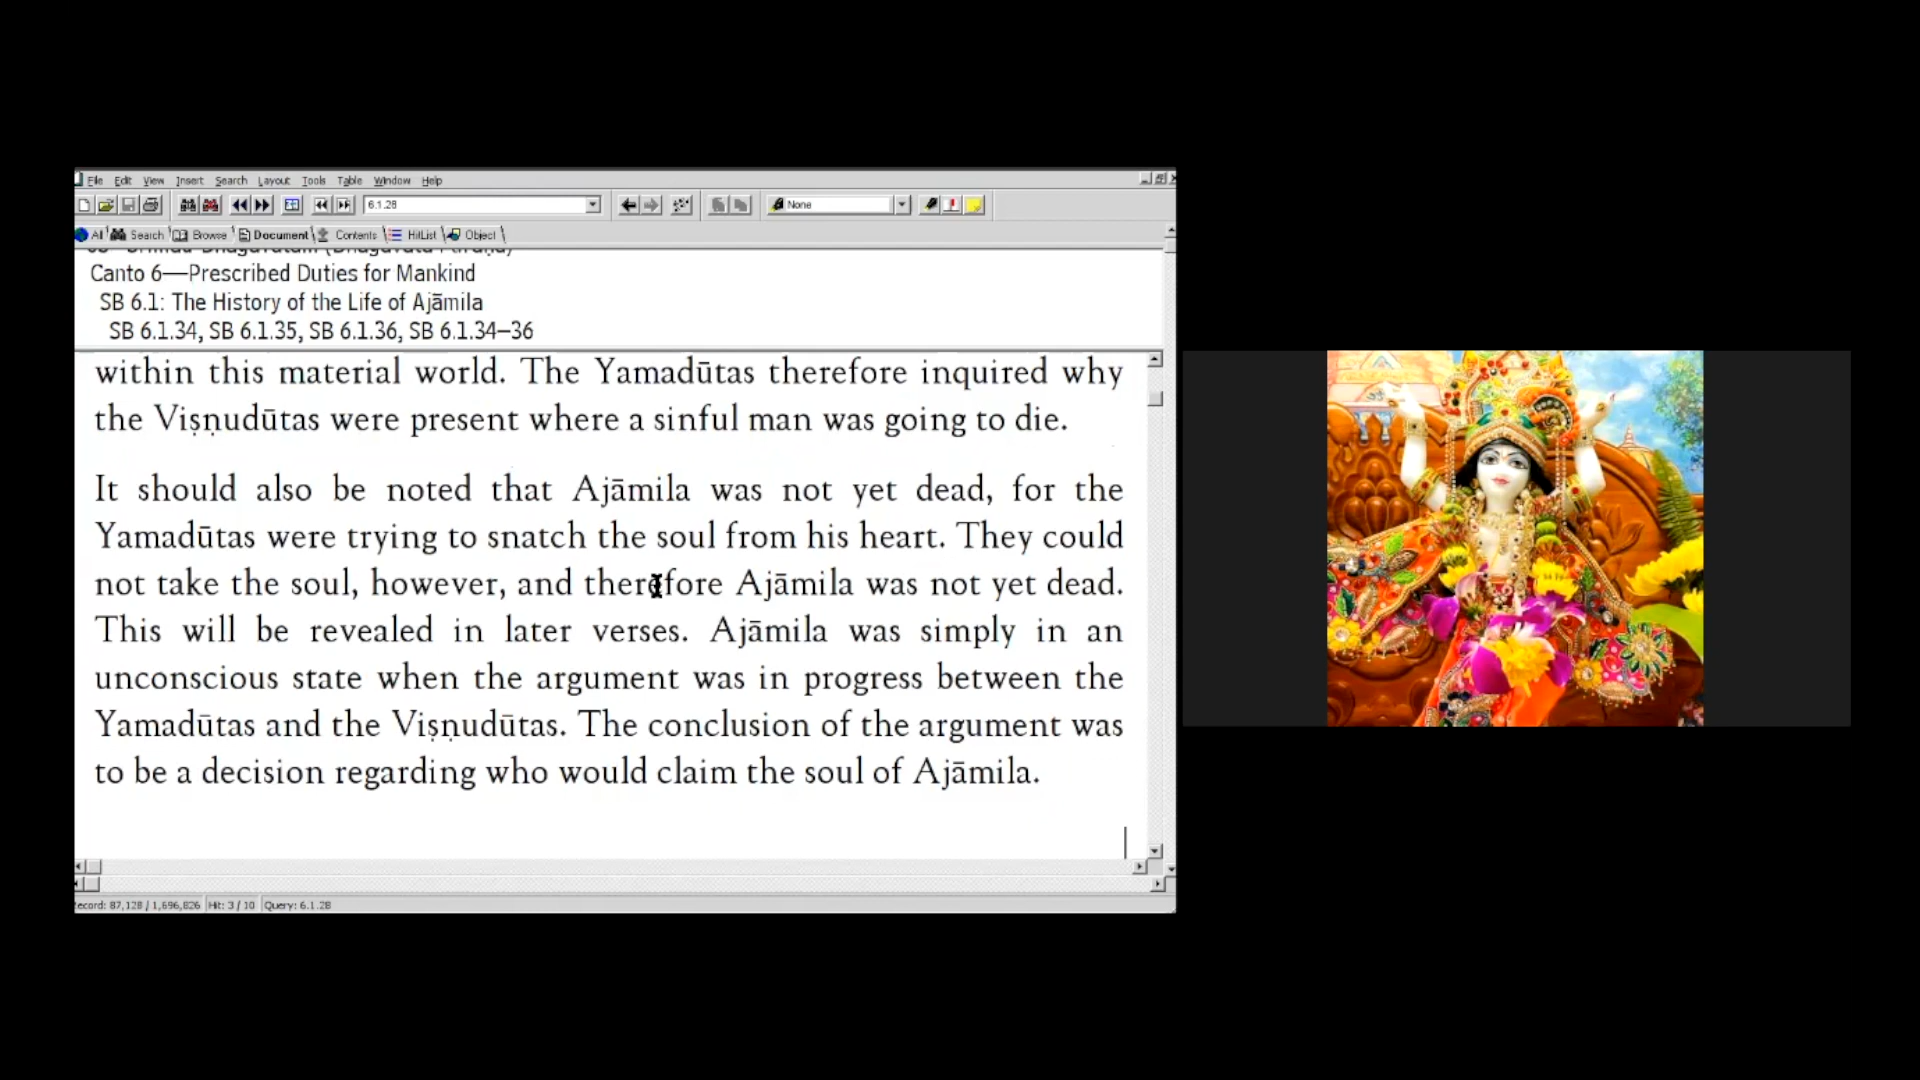 File Edit View Insert Search Layout Tools Table Window Help
6.1.28
None
All Search Browse Document Contents HitList Object
Canto 6—Prescribed Duties for Mankind
SB 6.1: The History of the Life of Ajāmila
SB 6.1.34, SB 6.1.35, SB 6.1.36, SB 6.1.34–36
within this material world. The Yamadūtas therefore inquired why
the Viṣṇudūtas were present where a sinful man was going to die.
It should also be noted that Ajāmila was not yet dead, for the
Yamadūtas were trying to snatch the soul from his heart. They could
not take the soul, however, and therefore Ajāmila was not yet dead.
This will be revealed in later verses. Ajāmila was simply in an
unconscious state when the argument was in progress between the
Yamadūtas and the Viṣṇudūtas. The conclusion of the argument was
to be a decision regarding who would claim the soul of Ajāmila.
ecord: 87,128 / 1,696,826 Hit: 3 / 10 Query: 6.1.28